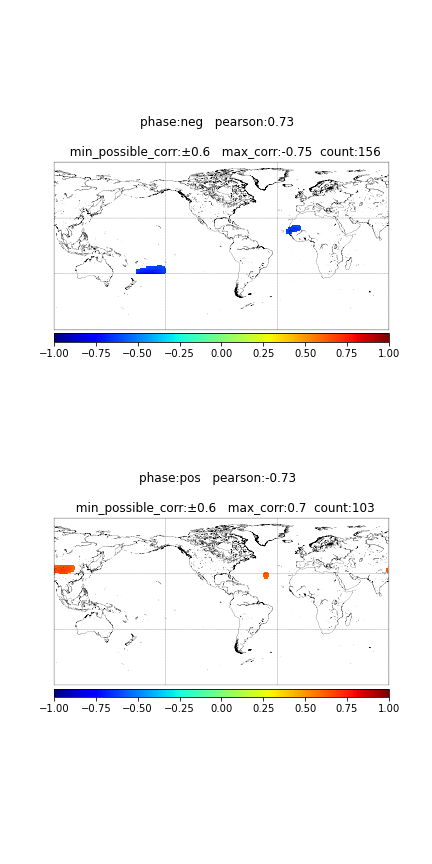 phase:neg   pearson:0.73
min_possible_corr:±0.6   max_corr:-0.75  count:156
−1.00 −0.75 −0.50 −0.25 0.00 0.25 0.50 0.75 1.00
phase:pos   pearson:-0.73
min_possible_corr:±0.6   max_corr:0.7  count:103
−1.00 −0.75 −0.50 −0.25 0.00 0.25 0.50 0.75 1.00